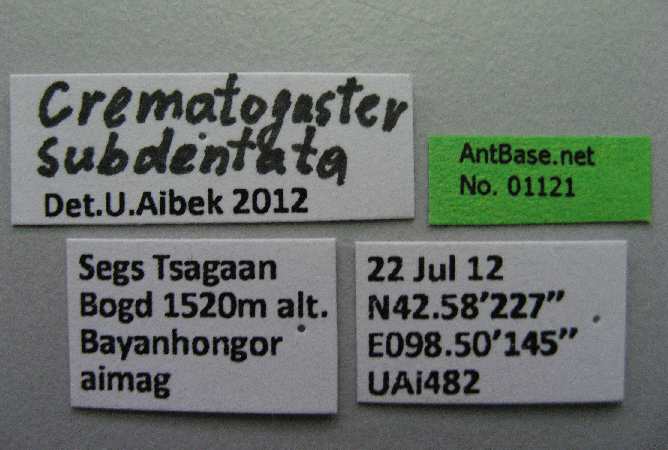 Crematogaster
subdentata
Det.U.Aibek 2012
AntBase.net
No. 01121
Segs Tsagaan
Bogd 1520m alt.
Bayanhongor
aimag
22 Jul 12
N42.58’227”
E098.50’145”
UAi482